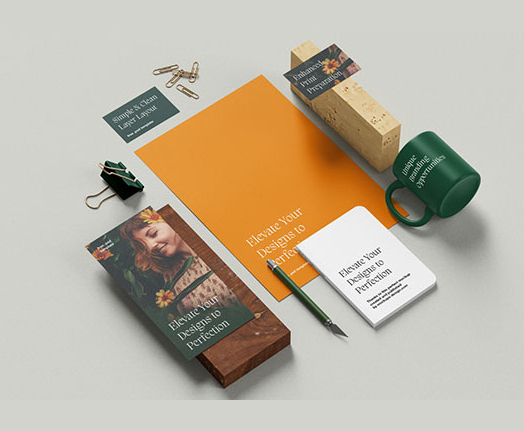 Simple & Clean
Layer Layout
Enhanced
Print
Preparation
Unique
branding
opportunities
Elevate Your
Designs to
Elevate Your
Designs to
Perfection
Elevate Your
Designs to
Perfection